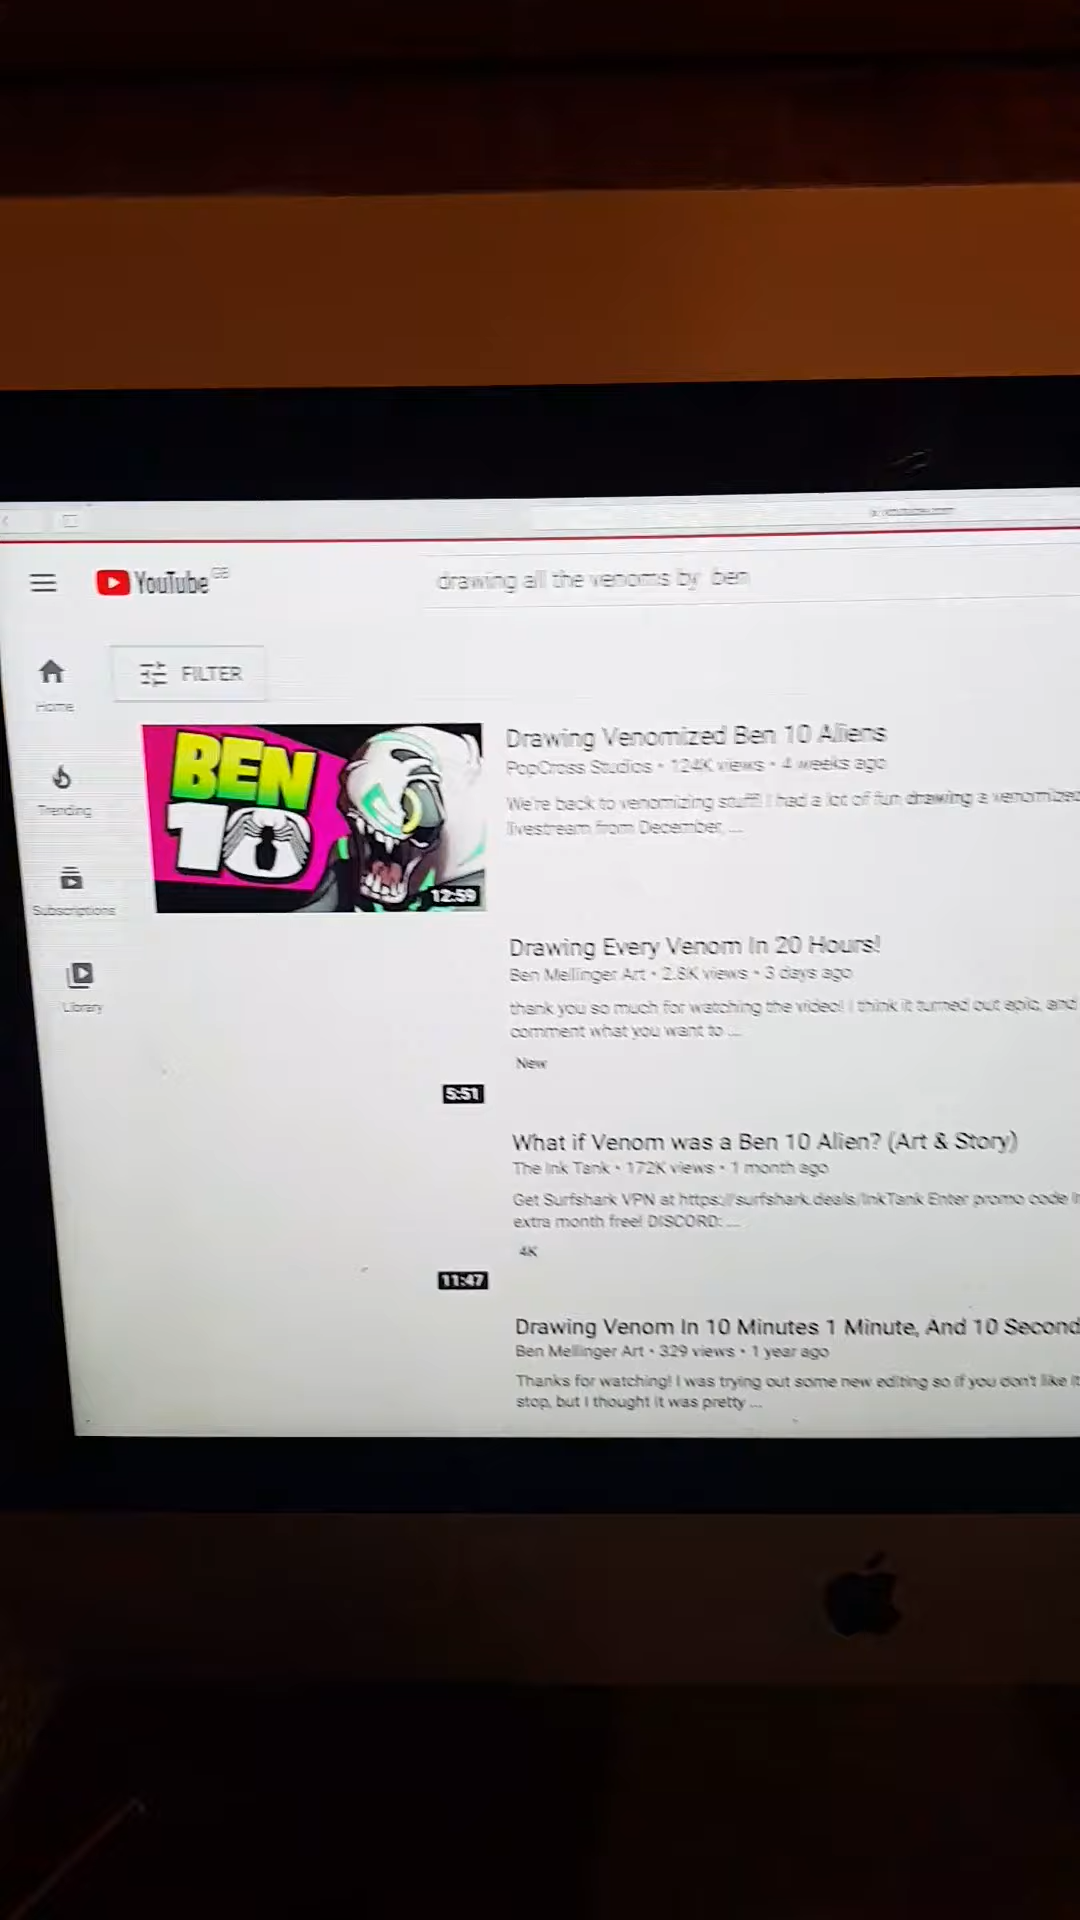 YouTube GB
drawing all the venoms by ben
FILTER
Home
Trending
Subscriptions
Library
BEN
10
12:59
Drawing Venomized Ben 10 Aliens
PopCross Studios • 124K views • 4 weeks ago
We're back to venomizing stuff! I had a lot of fun drawing a venomized
livestream from December, ...
Drawing Every Venom In 20 Hours!
Ben Mellinger Art • 2.8K views • 3 days ago
thank you so much for watching the video! I think it turned out epic, and
comment what you want to ...
New
5:51
What if Venom was a Ben 10 Alien? (Art & Story)
The Ink Tank • 172K views • 1 month ago
Get Surfshark VPN at https://surfshark.deals/InkTank Enter promo code
extra month free! DISCORD: ...
4K
11:47
Drawing Venom In 10 Minutes 1 Minute, And 10 Second
Ben Mellinger Art • 329 views • 1 year ago
Thanks for watching! I was trying out some new editing so if you don't like it
stop, but I thought it was pretty ...